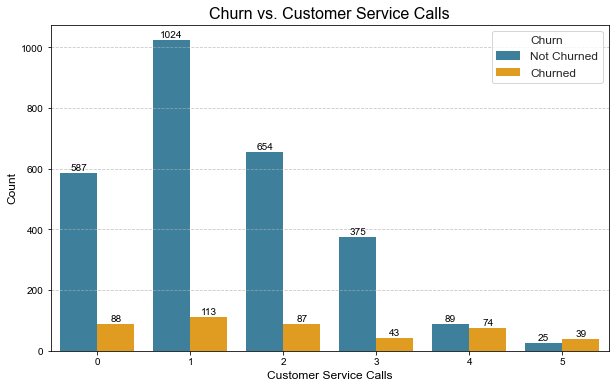 Churn vs. Customer Service Calls
Churn
Not Churned
Churned
Count
1000
800
600
400
200
0
587
88
1024
113
654
87
375
43
89
74
25
39
0 1 2 3 4 5
Customer Service Calls